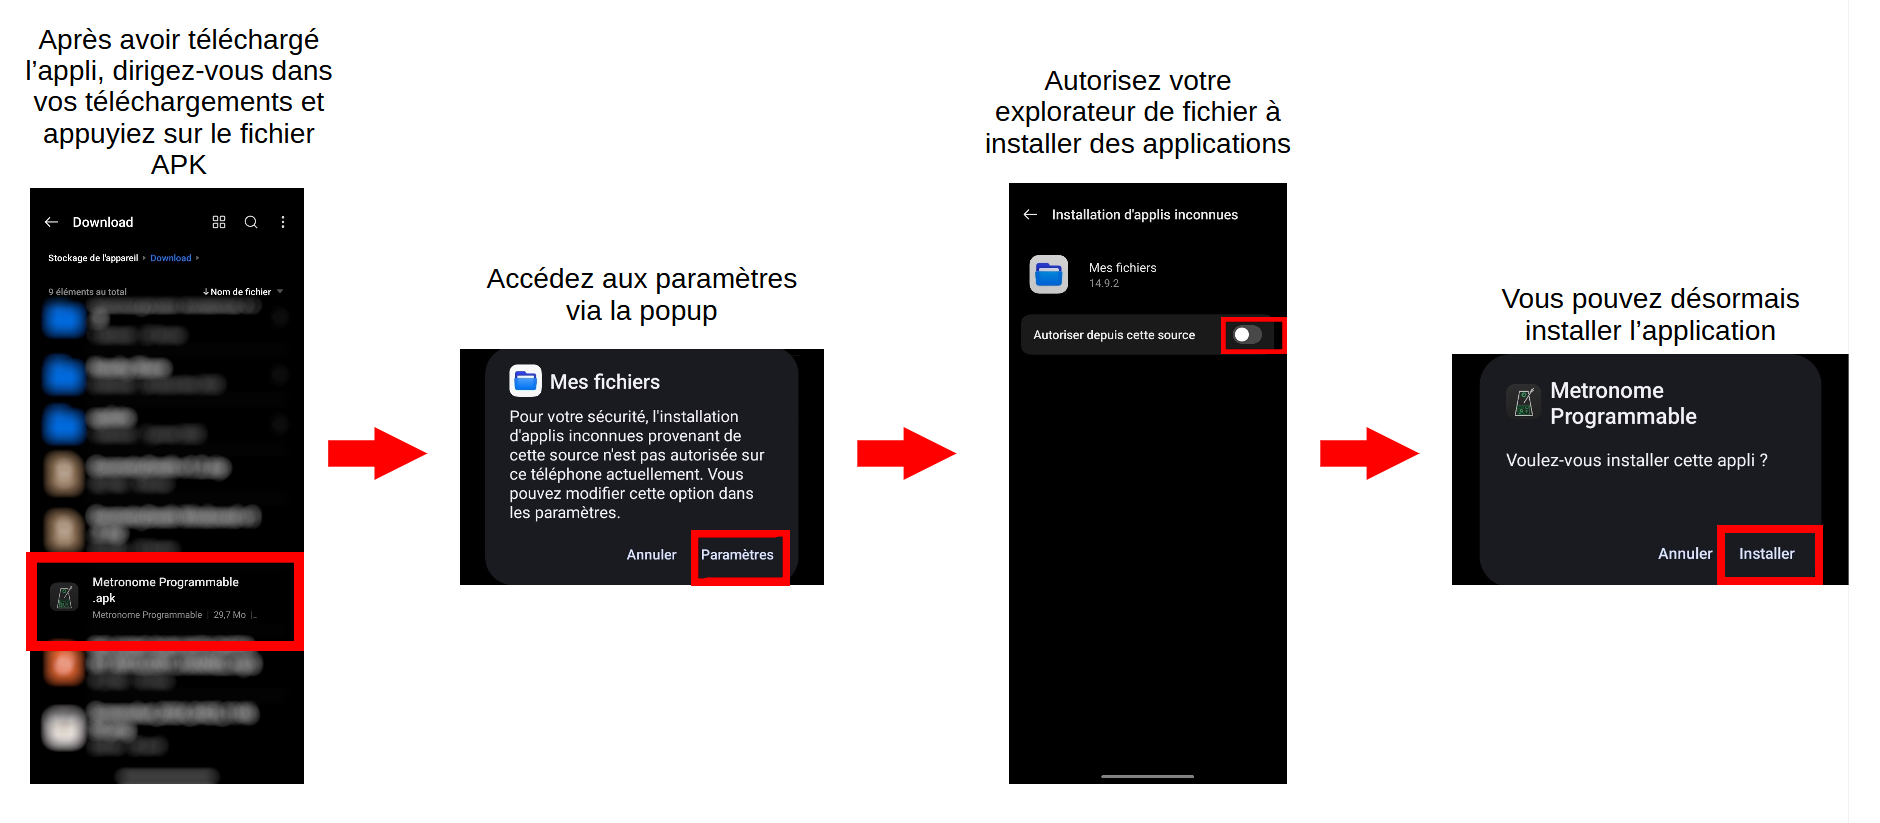 Après avoir téléchargé
l’appli, dirigez-vous dans
vos téléchargements et
appuyiez sur le fichier
APK
Download
Stockage de l'appareil
Download
9 éléments au total
Nom de fichier
Metronome Programmable
.apk
Metronome Programmable | 29,7 Mo |..
Accédez aux paramètres
via la popup
Mes fichiers
Pour votre sécurité, l'installation
d'applis inconnues provenant de
cette source n'est pas autorisée sur
ce téléphone actuellement. Vous
pouvez modifier cette option dans
les paramètres.
Annuler
Paramètres
Autorisez votre
explorateur de fichier à
installer des applications
Installation d'applis inconnues
Mes fichiers
14.9.2
Autoriser depuis cette source
Vous pouvez désormais
installer l’application
Metronome
Programmable
Voulez-vous installer cette appli ?
Annuler
Installer